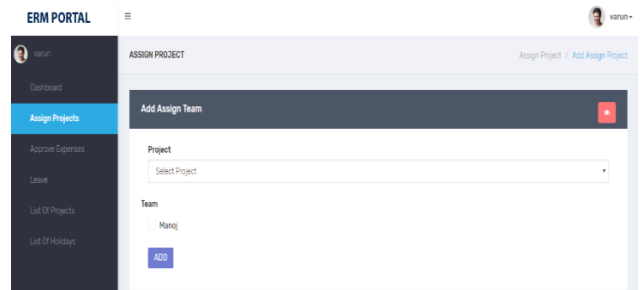 ERM PORTAL
varun
varun
ASSIGN PROJECT
Assign Project / Add Assign Project
Dashboard
Assign Projects
Approve Expenses
Leave
List Of Projects
List Of Holidays
Add Assign Team
Project
Select Project
Team
Manoj
ADD